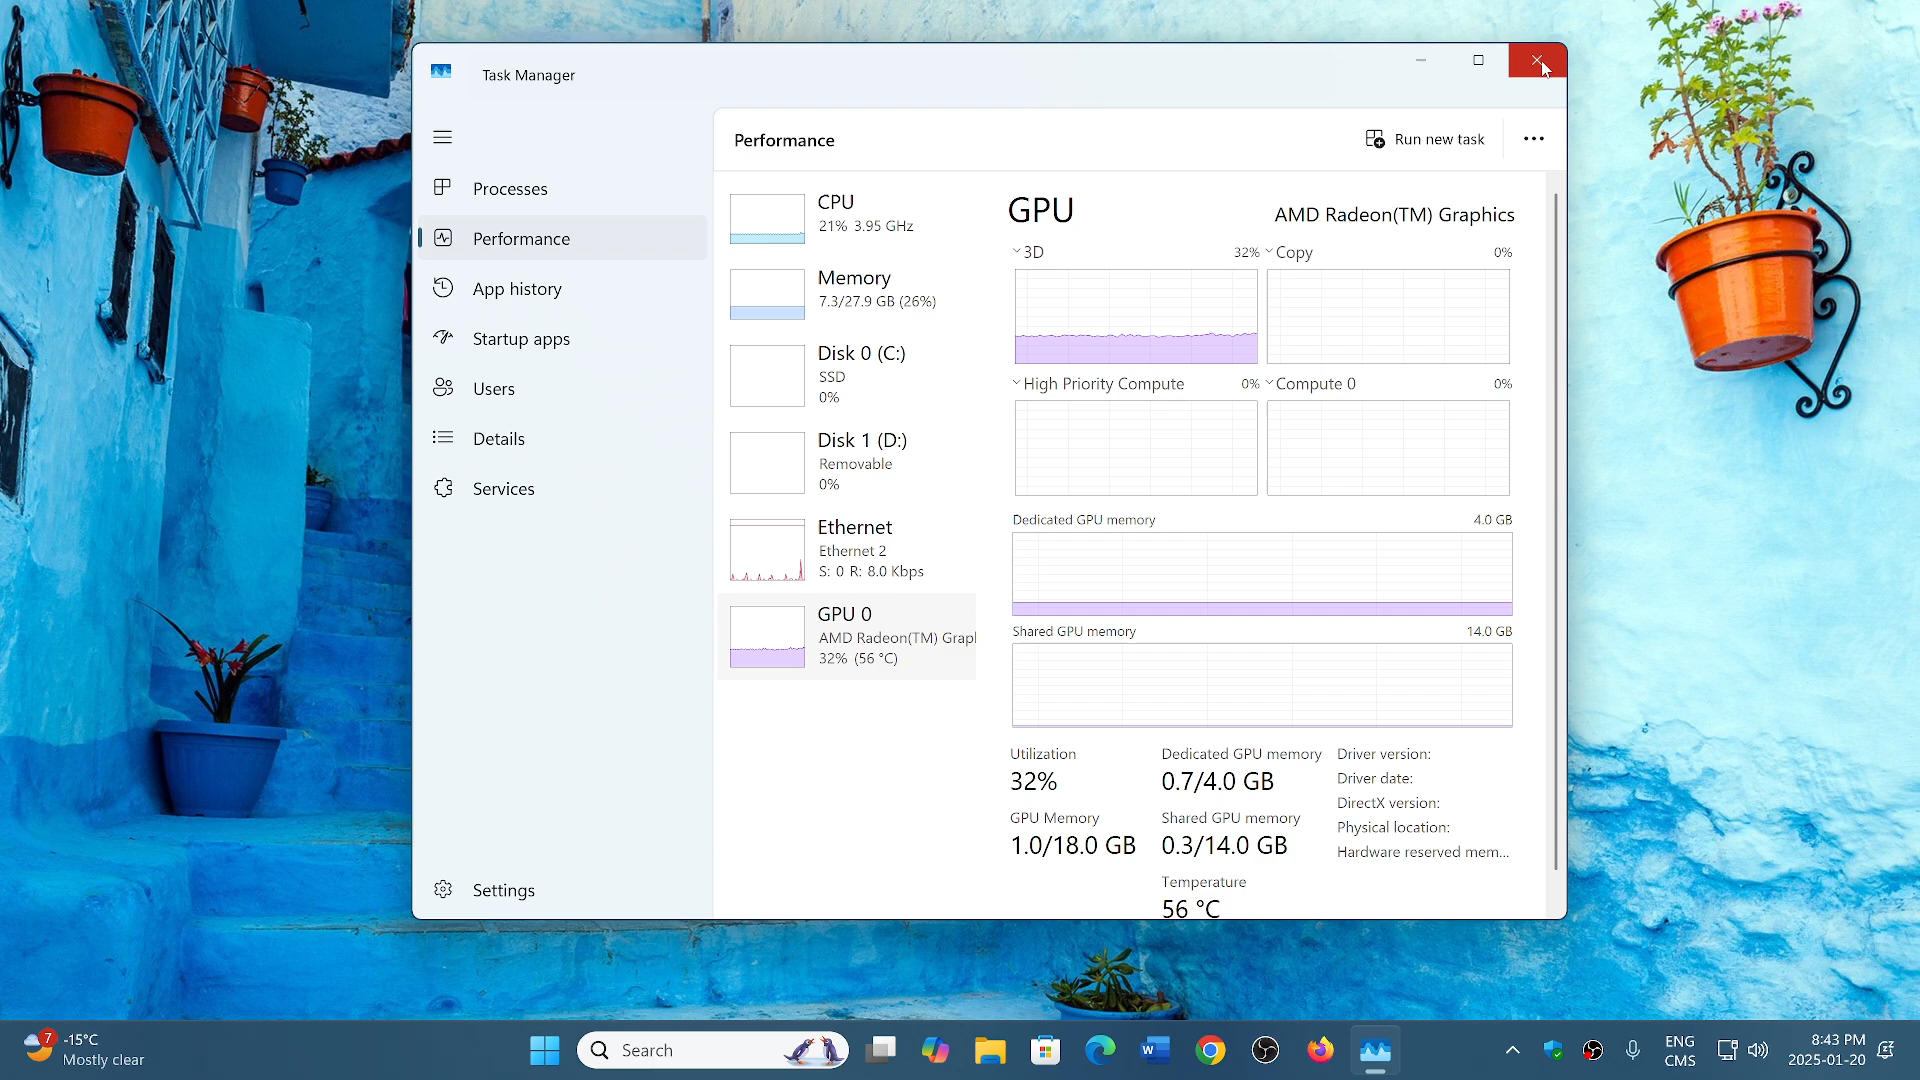 Task Manager
Performance
Run new task
Processes
Performance
App history
Startup apps
Users
Details
Services
Settings
CPU
21% 3.95 GHz
Memory
7.3/27.9 GB (26%)
Disk 0 (C:)
SSD
0%
Disk 1 (D:)
Removable
0%
Ethernet
Ethernet 2
S: 0 R: 8.0 Kbps
GPU 0
AMD Radeon(TM) Grap
32% (56 °C)
GPU
AMD Radeon(TM) Graphics
3D 32% Copy 0%
High Priority Compute 0% Compute 0 0%
Dedicated GPU memory 4.0 GB
Shared GPU memory 14.0 GB
Utilization
32%
Dedicated GPU memory
0.7/4.0 GB
GPU Memory
1.0/18.0 GB
Shared GPU memory
0.3/14.0 GB
Temperature
56 °C
Driver version:
Driver date:
DirectX version:
Physical location:
Hardware reserved mem...
7
-15°C
Mostly clear
Search
W
ENG
CMS
8:43 PM
2025-01-20